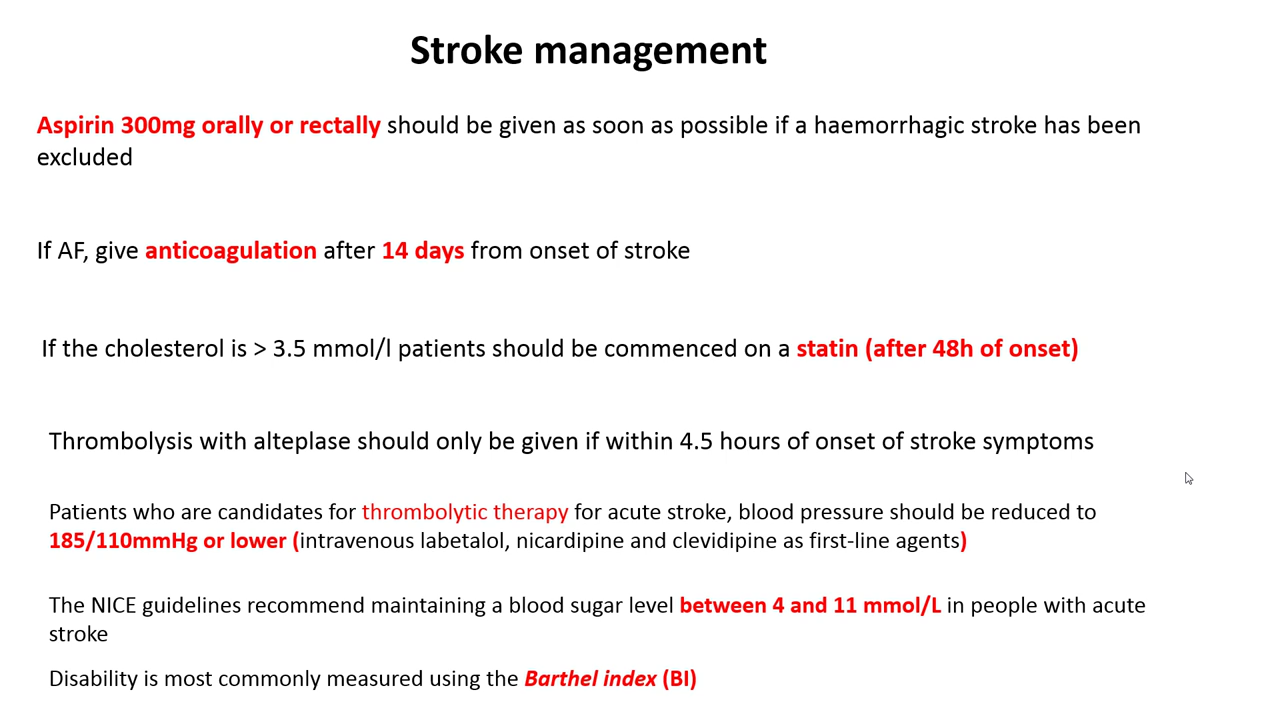 Stroke management
Aspirin 300mg orally or rectally should be given as soon as possible if a haemorrhagic stroke has been
excluded
If AF, give anticoagulation after 14 days from onset of stroke
If the cholesterol is > 3.5 mmol/l patients should be commenced on a statin (after 48h of onset)
Thrombolysis with alteplase should only be given if within 4.5 hours of onset of stroke symptoms
Patients who are candidates for thrombolytic therapy for acute stroke, blood pressure should be reduced to
185/110mmHg or lower (intravenous labetalol, nicardipine and clevidipine as first-line agents)
The NICE guidelines recommend maintaining a blood sugar level between 4 and 11 mmol/L in people with acute
stroke
Disability is most commonly measured using the Barthel index (BI)